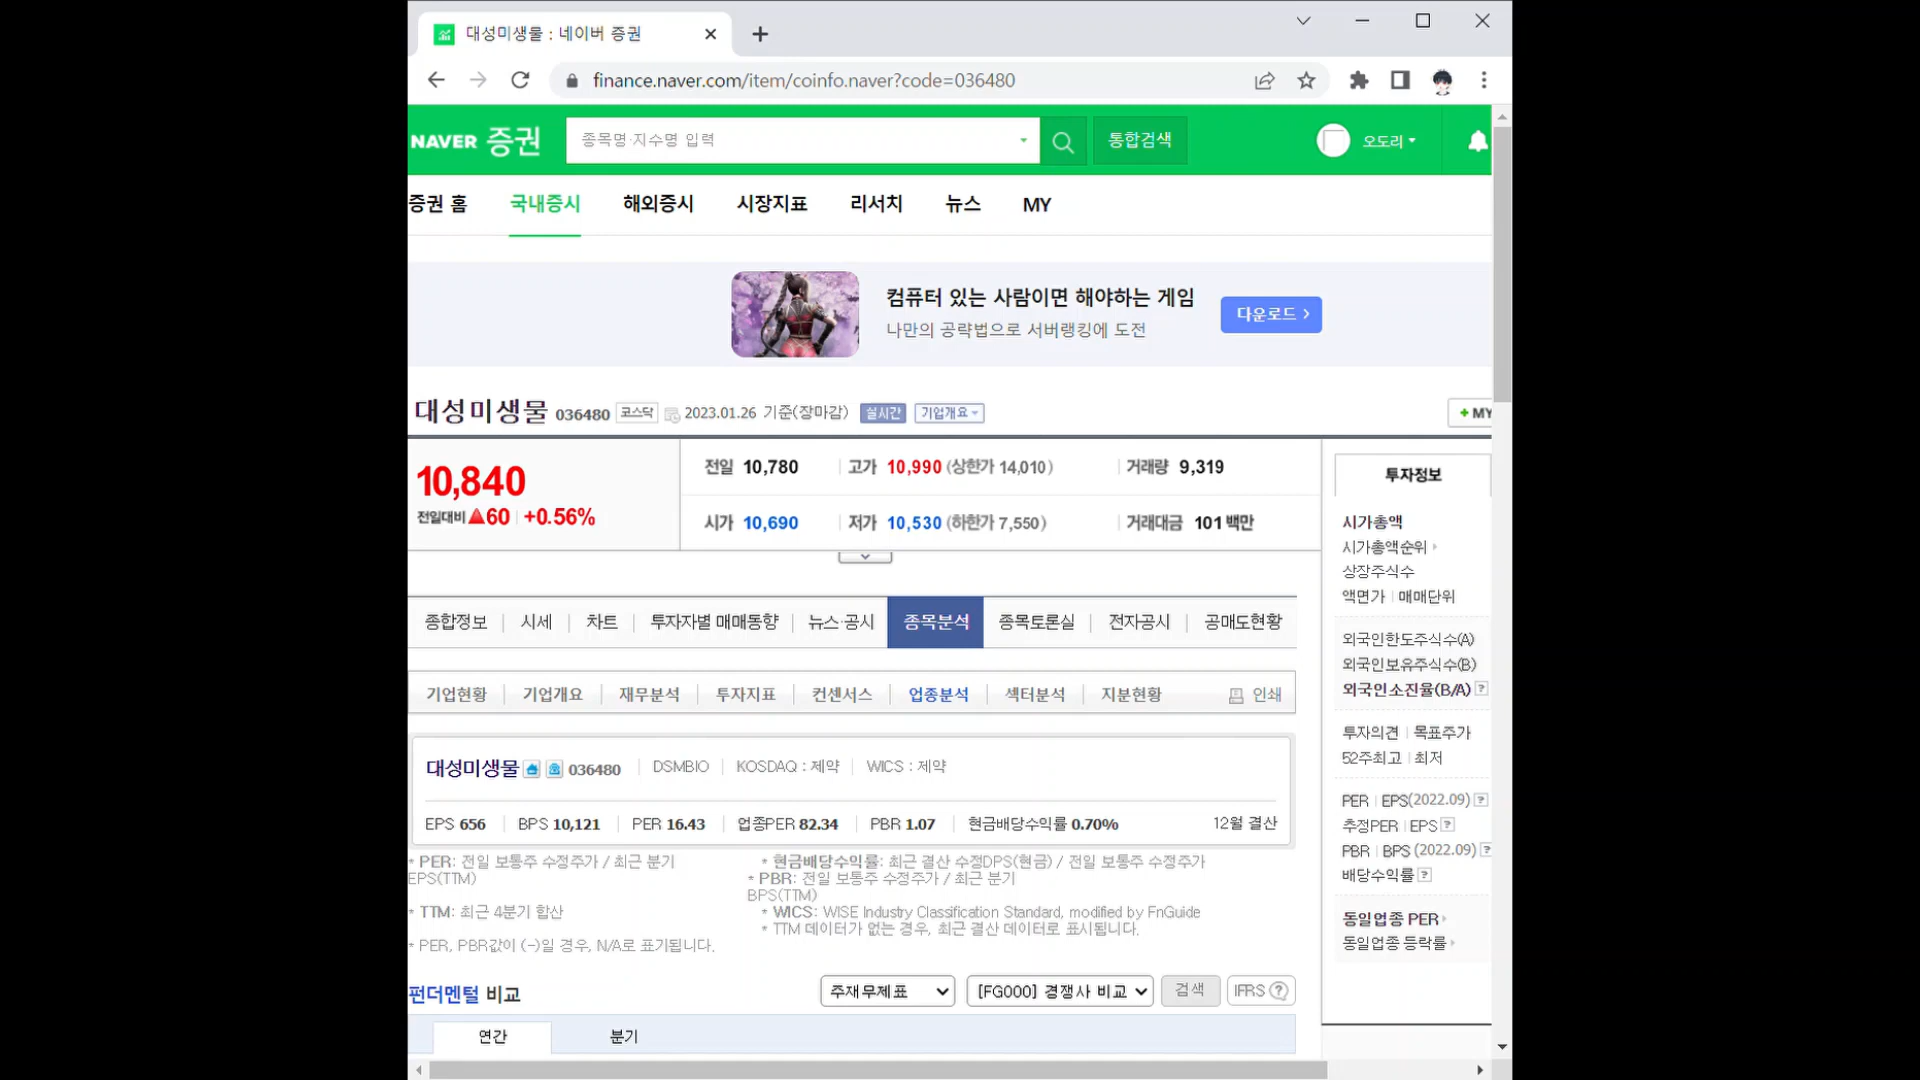 대성미생물 : 네이버 증권
finance.naver.com/item/coinfo.naver?code=036480
NAVER 증권
종목명·지수명 입력
통합검색
오도리
증권 홈 국내증시 해외증시 시장지표 리서치 뉴스 MY
컴퓨터 있는 사람이면 해야하는 게임
나만의 공략법으로 서버랭킹에 도전
다운로드 >
대성미생물 036480 코스닥 2023.01.26 기준(장마감) 실시간 기업개요
+ MY
10,840
전일대비 ▲60 +0.56%
전일 10,780 고가 10,990 (상한가 14,010) 거래량 9,319
시가 10,690 저가 10,530 (하한가 7,550) 거래대금 101 백만
투자정보
시가총액
시가총액순위
상장주식수
액면가 | 매매단위
외국인한도주식수(A)
외국인보유주식수(B)
외국인소진율(B/A) ?
투자의견 | 목표주가
52주최고 | 최저
PER | EPS(2022.09) ?
추정PER | EPS ?
PBR | BPS (2022.09) ?
배당수익률 ?
동일업종 PER
동일업종 등락률
종합정보 시세 차트 투자자별 매매동향 뉴스·공시 종목분석 종목토론실 전자공시 공매도현황
기업현황 기업개요 재무분석 투자지표 컨센서스 업종분석 섹터분석 지분현황 인쇄
대성미생물 036480 DSMBIO KOSDAQ : 제약 WICS : 제약
EPS 656 BPS 10,121 PER 16.43 업종PER 82.34 PBR 1.07 현금배당수익률 0.70% 12월 결산
* PER: 전일 보통주 수정주가 / 최근 분기
EPS(TTM)
* TTM: 최근 4분기 합산
* PER, PBR값이 (-)일 경우, N/A로 표기됩니다.
* 현금배당수익률: 최근 결산 수정DPS(현금) / 전일 보통주 수정주가
* PBR: 전일 보통주 수정주가 / 최근 분기
BPS(TTM)
* WICS: WISE Industry Classification Standard, modified by FnGuide
* TTM 데이터가 없는 경우, 최근 결산 데이터로 표시됩니다.
펀더멘털 비교 주재무제표 [FG000] 경쟁사 비교 검색 IFRS ?
연간 분기